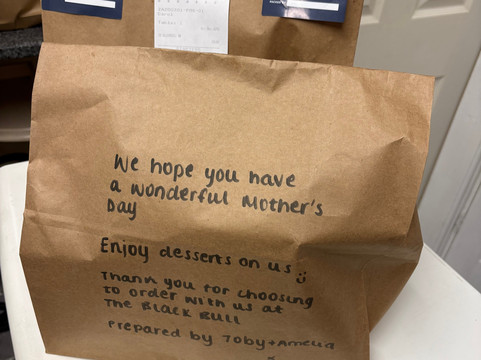 We hope you have
a wonderful Mother's
Day
Enjoy desserts on us :)
Thank you for choosing
to order with us at
The Black Bull
Prepared by Toby + Amelia